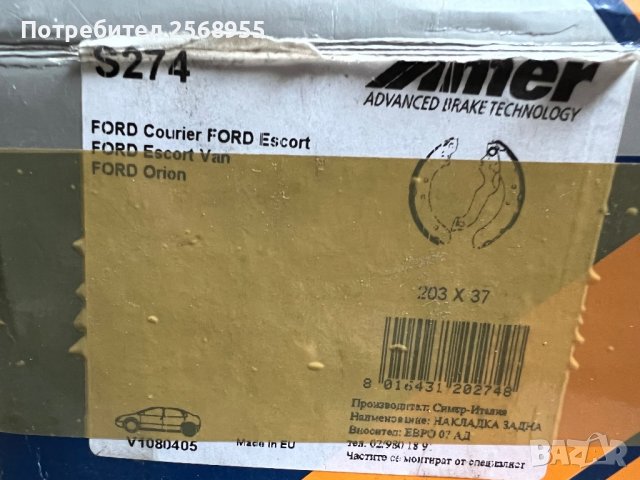 Потребител 2568955
S274
Simer
ADVANCED BRAKE TECHNOLOGY
FORD Courier FORD Escort
FORD Escort Van
FORD Orion
203 X 37
8 016431 202748
Производител: Симер-Италия
Наименование: НАКЛАДКА ЗАДНА
Вносител: ЕВРО 07 АД
тел. 02.980 18 9
Частите се монтират от специалист
V1080405
Made in EU
BAZAR